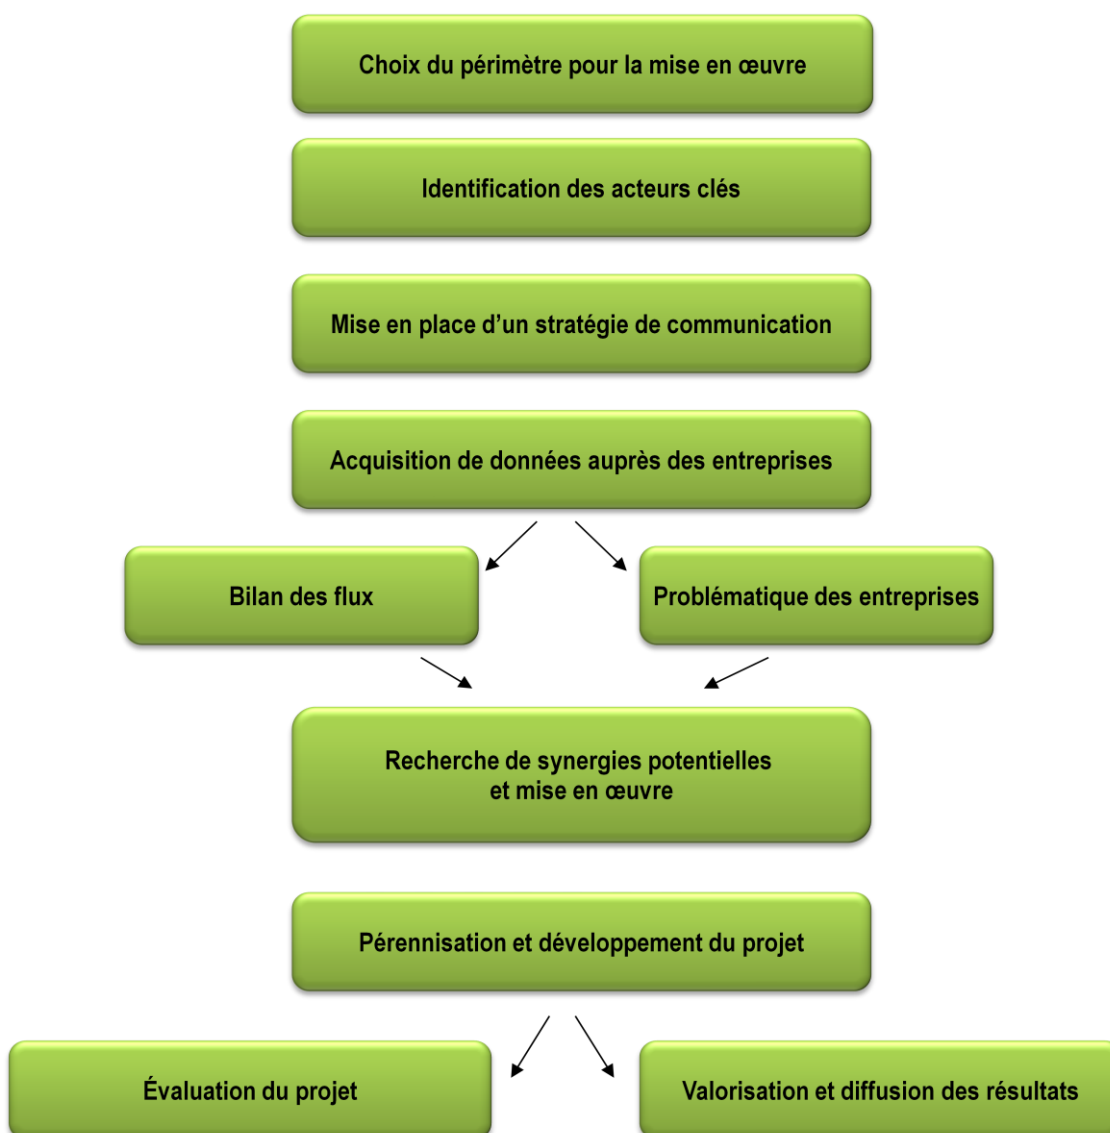 Choix du périmètre pour la mise en œuvre
Identification des acteurs clés
Mise en place d’un stratégie de communication
Acquisition de données auprès des entreprises
Bilan des flux
Problématique des entreprises
Recherche de synergies potentielles
et mise en œuvre
Pérennisation et développement du projet
Évaluation du projet
Valorisation et diffusion des résultats